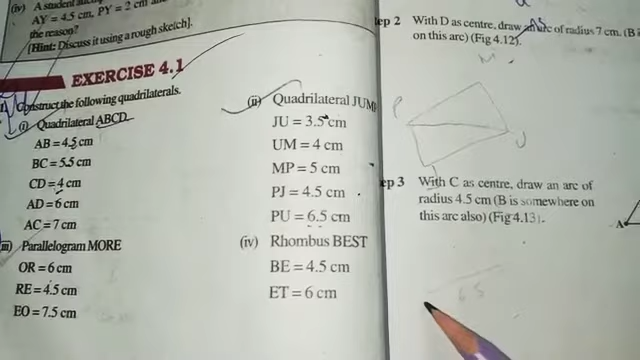 (iv) A student
AY = 4.5 cm, PY = 2 cm
the reason?
[Hint: Discuss it using a rough sketch].
EXERCISE 4.1
Construct the following quadrilaterals.
(i) Quadrilateral ABCD.
AB = 4.5 cm
BC = 5.5 cm
CD = 4 cm
AD = 6 cm
AC = 7 cm
(iii) Parallelogram MORE
OR = 6 cm
RE = 4.5 cm
EO = 7.5 cm
(ii) Quadrilateral JUMP
JU = 3.5 cm
UM = 4 cm
MP = 5 cm
PJ = 4.5 cm
PU = 6.5 cm
(iv) Rhombus BEST
BE = 4.5 cm
ET = 6 cm
ep 2 With D as centre, draw an arc of radius 7 cm. (B i
on this arc) (Fig 4.12).
M
P
U
J
ep 3 With C as centre, draw an arc of
radius 4.5 cm (B is somewhere on
this arc also) (Fig 4.13).
A
6.5